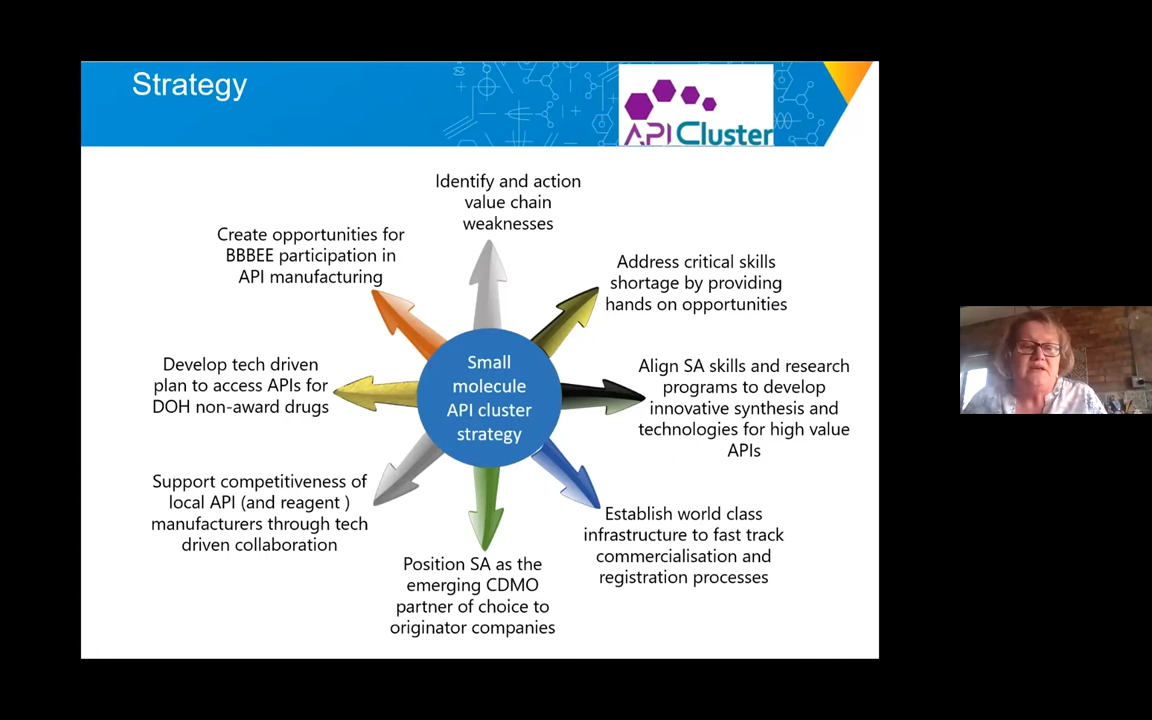 Strategy
API Cluster
Identify and action
value chain
weaknesses
Create opportunities for
BBBEE participation in
API manufacturing
Address critical skills
shortage by providing
hands on opportunities
Develop tech driven
plan to access APIs for
DOH non-award drugs
Small
molecule
API cluster
strategy
Align SA skills and research
programs to develop
innovative synthesis and
technologies for high value
APIs
Support competitiveness of
local API (and reagent )
manufacturers through tech
driven collaboration
Establish world class
infrastructure to fast track
commercialisation and
registration processes
Position SA as the
emerging CDMO
partner of choice to
originator companies